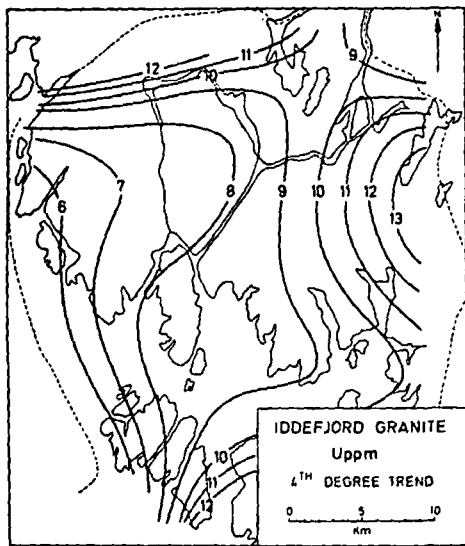 N
12 11 10 9
6 7 8 9 10 11 12 13
10
11
12
IDDEFJORD GRANITE
Uppm
4TH DEGREE TREND
0 5 10
Km